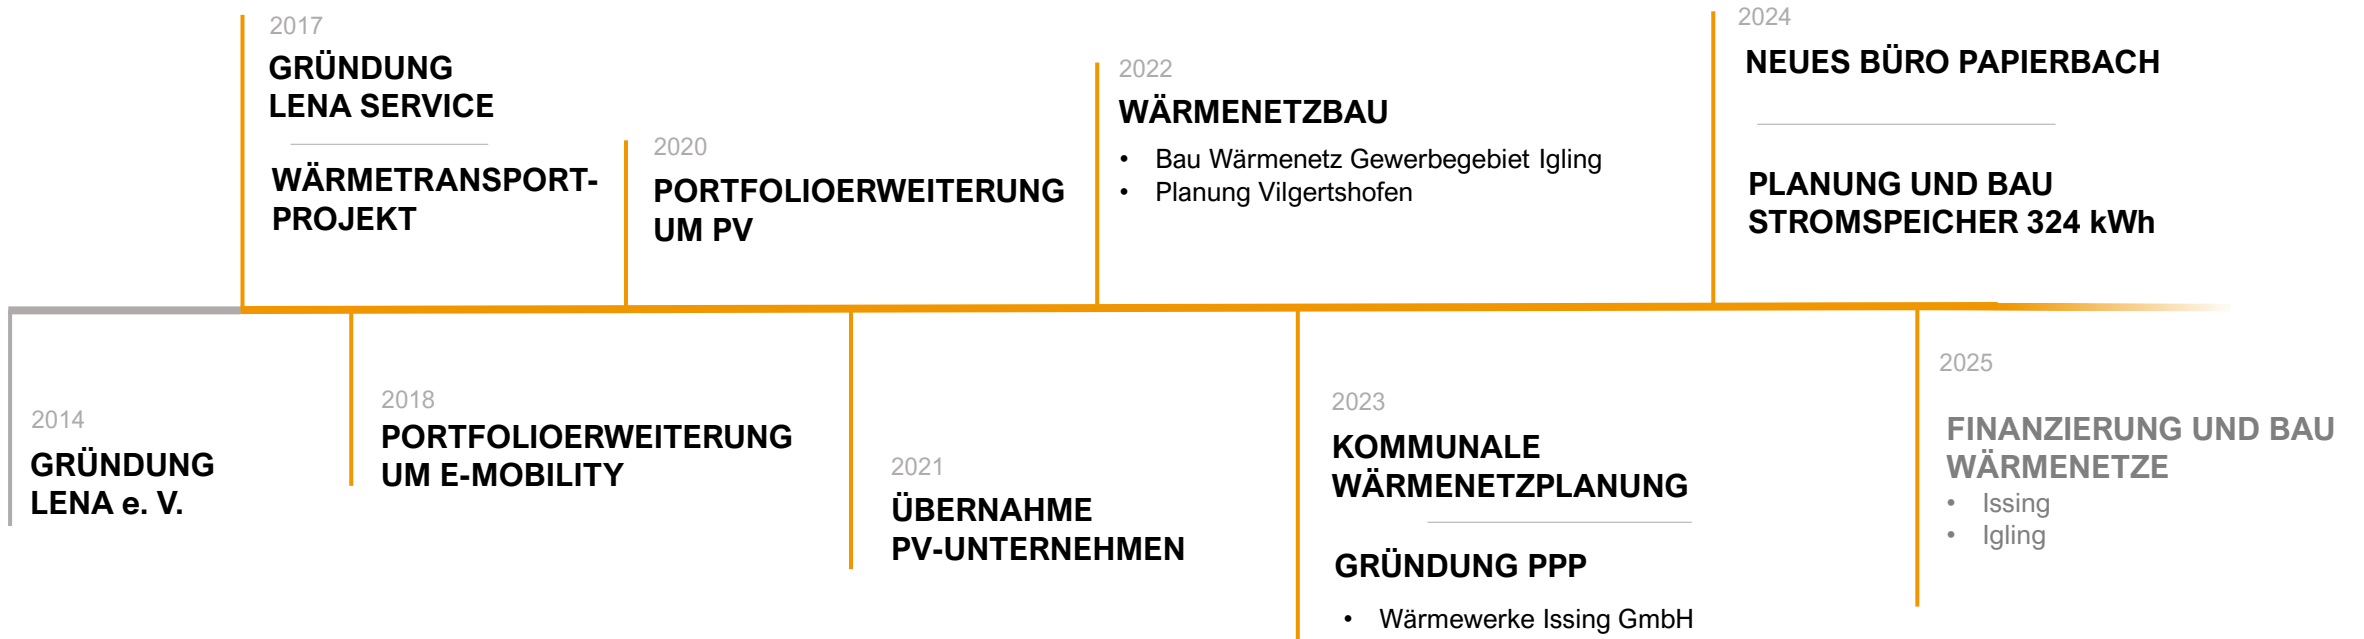 2014
GRÜNDUNG
LENA e. V.
2017
GRÜNDUNG
LENA SERVICE
WÄRMETRANSPORT-
PROJEKT
2018
PORTFOLIOERWEITERUNG
UM E-MOBILITY
2020
PORTFOLIOERWEITERUNG
UM PV
2021
ÜBERNAHME
PV-UNTERNEHMEN
2022
WÄRMENETZBAU
• Bau Wärmenetz Gewerbegebiet Igling
• Planung Vilgertshofen
2023
KOMMUNALE
WÄRMENETZPLANUNG
GRÜNDUNG PPP
• Wärmewerke Issing GmbH
2024
NEUES BÜRO PAPIERBACH
PLANUNG UND BAU
STROMSPEICHER 324 kWh
2025
FINANZIERUNG UND BAU
WÄRMENETZE
• Issing
• Igling